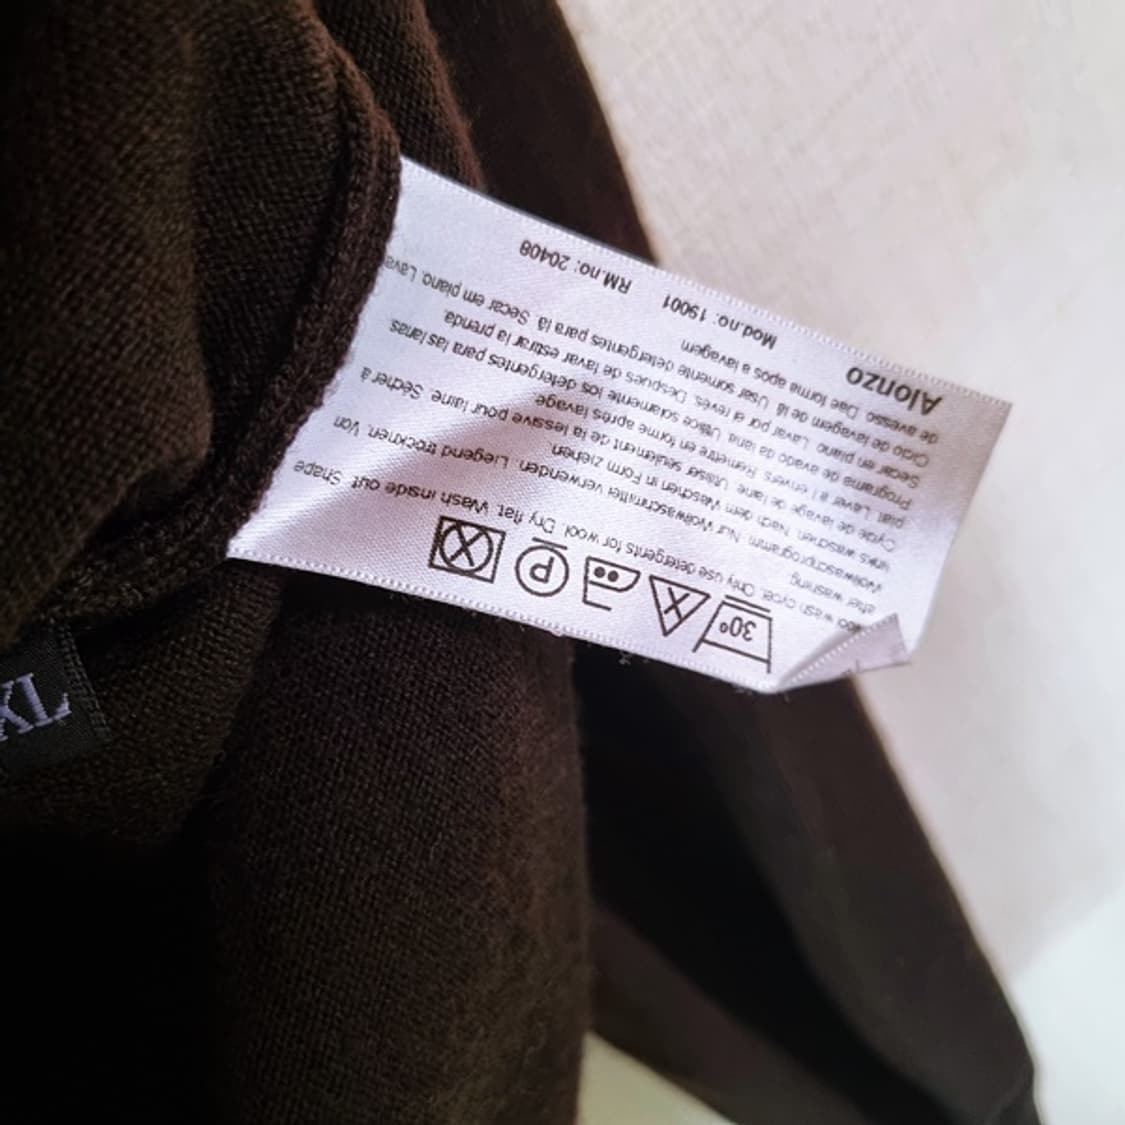 30° P
wash cycle. Only use detergents for wool. Dry flat. Wash inside out. Shape
after washing
Wollwaschprogramm. Nur Wollwaschmittel verwenden. Liegend trocknen. Von
links waschen. Nach dem Waschen in Form ziehen.
Cycle de lavage de laine. Utiliser seulement de la lessive pour laine. Sécher à
plat. Laver à l'envers. Remettre en forme après lavage
Programa de lavado de lana. Utilice solamente los detergentes para las lanas.
Secar en plano. Lavar por el revés. Después de lavar estirar la prenda.
Ciclo de lavagem de lã. Usar somente detergentes para lã. Secar em plano. Lavar
de avesso. Dae forma após a lavagem
Alonzo
Mod.no: 19001 RM.no: 20408
XL